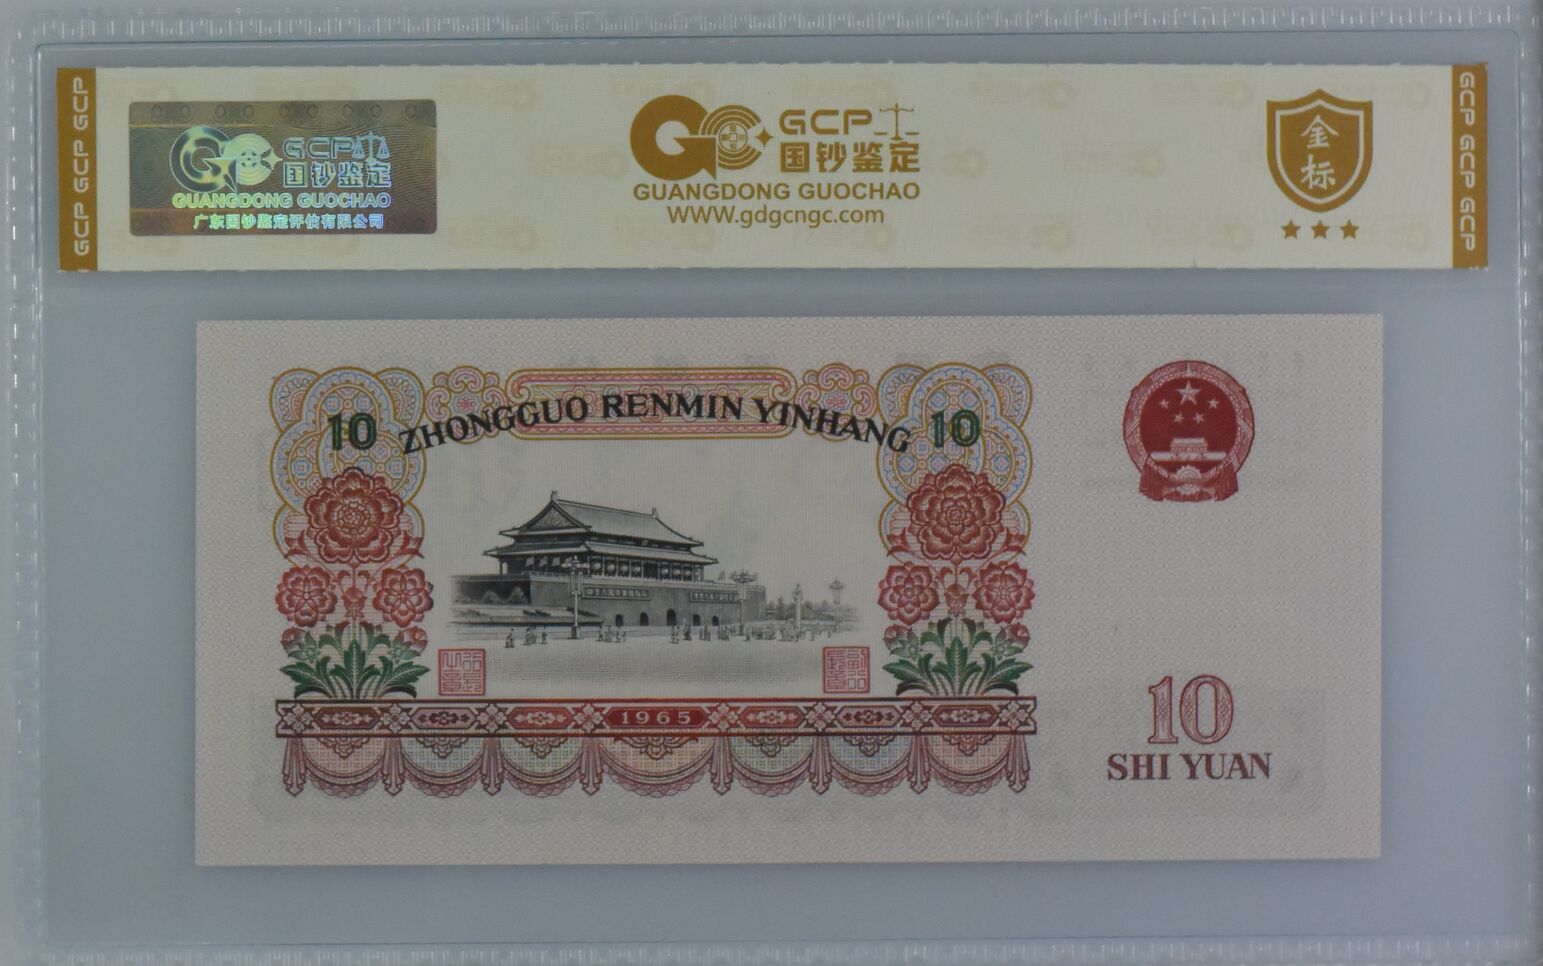 GCP GCP GCP
GCP
国钞鉴定
GUANGDONG GUOCHAO
广东国钞鉴定评估有限公司
GCP
国钞鉴定
GUANGDONG GUOCHAO
WWW.gdgcngc.com
金标
GCP GCP GCP
10
ZHONGGUO RENMIN YINHANG
10
1965
10
SHI YUAN